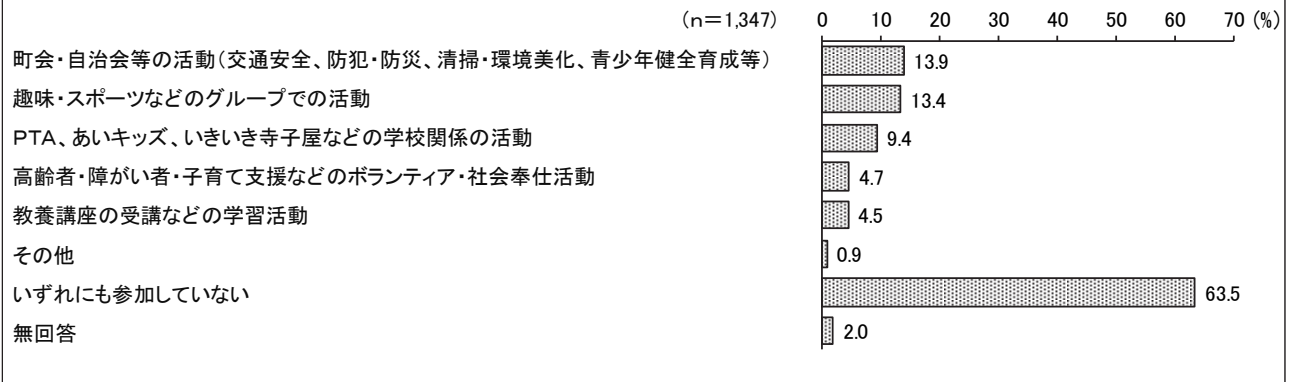 (n=1,347) 0 10 20 30 40 50 60 70 (%)
町会・自治会等の活動(交通安全、防犯・防災、清掃・環境美化、青少年健全育成等) 13.9
趣味・スポーツなどのグループでの活動 13.4
PTA、あいキッズ、いきいき寺子屋などの学校関係の活動 9.4
高齢者・障がい者・子育て支援などのボランティア・社会奉仕活動 4.7
教養講座の受講などの学習活動 4.5
その他 0.9
いずれにも参加していない 63.5
無回答 2.0